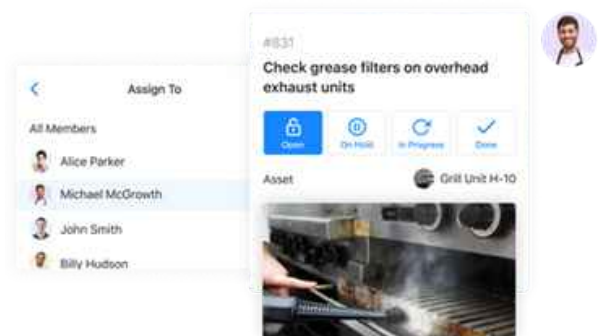 Assign To
All Members
Alice Parker
Michael McGrowth
John Smith
Billy Hudson
#831
Check grease filters on overhead
exhaust units
Open
On Hold
In Progress
Done
Asset
Grill Unit H-10